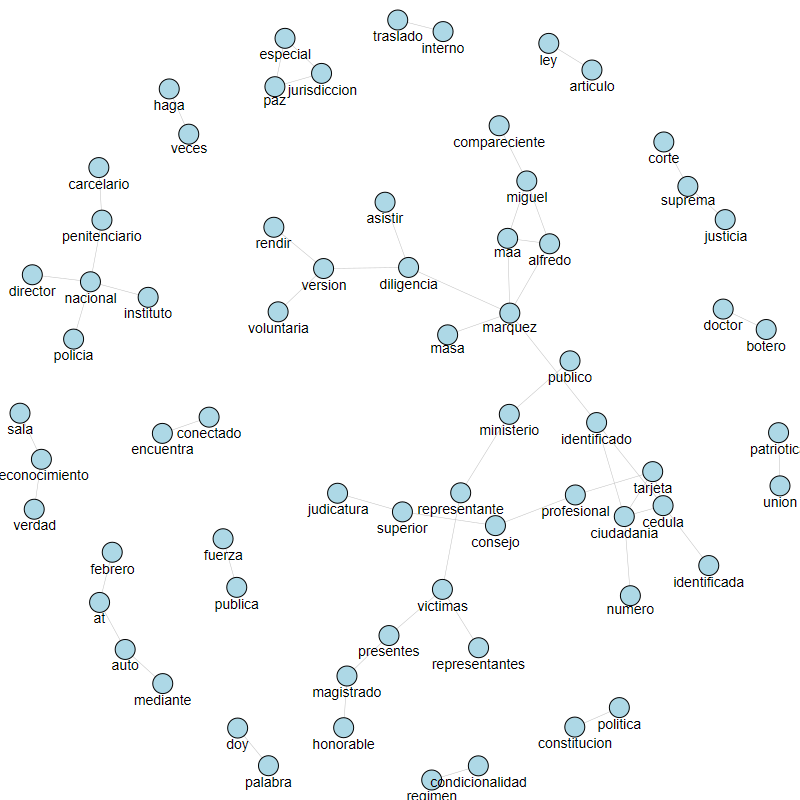 traslado
interno
especial
ley
paz
jurisdiccion
articulo
haga
veces
compareciente
corte
carcelario
miguel
suprema
asistir
penitenciario
rendir
maa
alfredo
justicia
director
nacional
instituto
version
diligencia
voluntaria
marquez
doctor
policia
masa
botero
publico
sala
encuentra
conectado
ministerio
identificado
patriotic
econocimiento
tarjeta
union
judicatura
representante
profesional
cedula
superior
consejo
ciudadania
verdad
fuerza
febrero
identificada
publica
victimas
numero
at
auto
presentes
representantes
mediante
magistrado
politica
doy
honorable
constitucion
palabra
condicionalidad
regimen